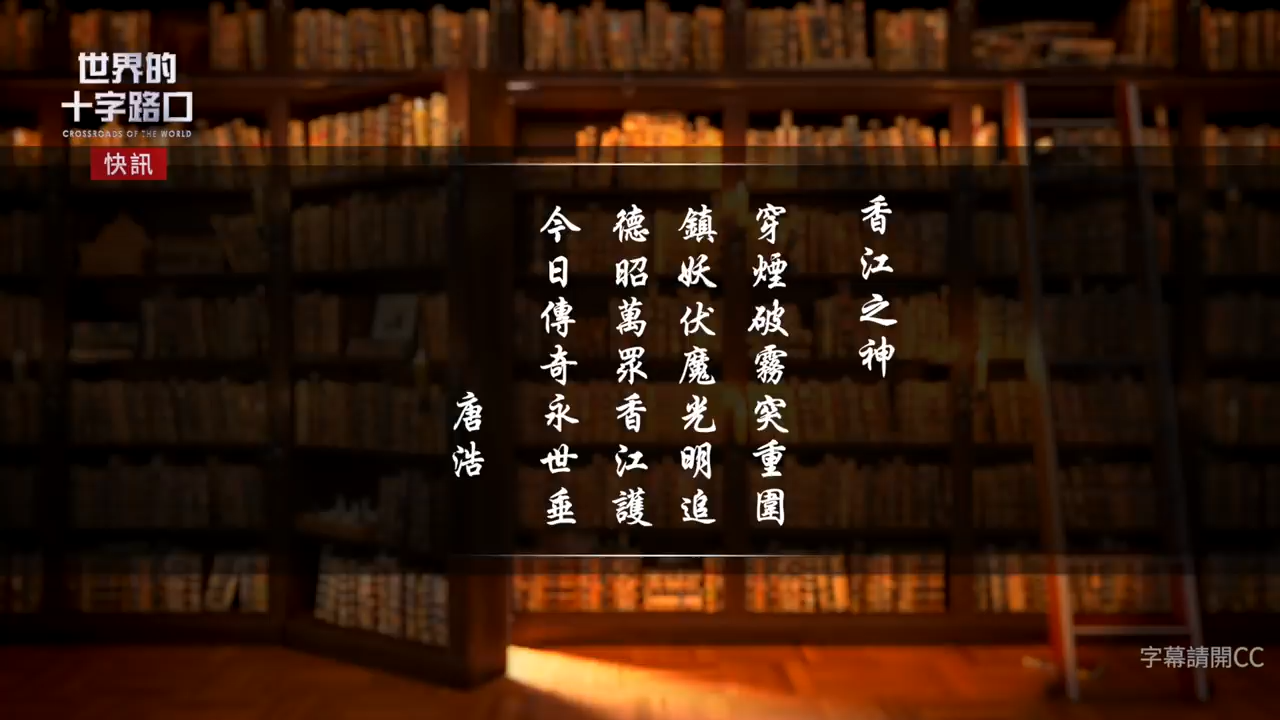 世界的
十字路口
CROSSROADS OF THE WORLD
快訊
香江之神
穿煙破霧突重圍
鎮妖伏魔光明追
德昭萬眾香江護
今日傳奇永世垂
唐浩
字幕請開CC